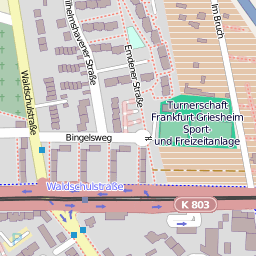 Wilhelmshavener
Straße
Emdener Straße
Im Bruch
Waldschulstraße
Turnerschaft
Frankfurt Griesheim
Sport-
und Freizeitanlage
Bingelsweg
Waldschulstraße
K 803